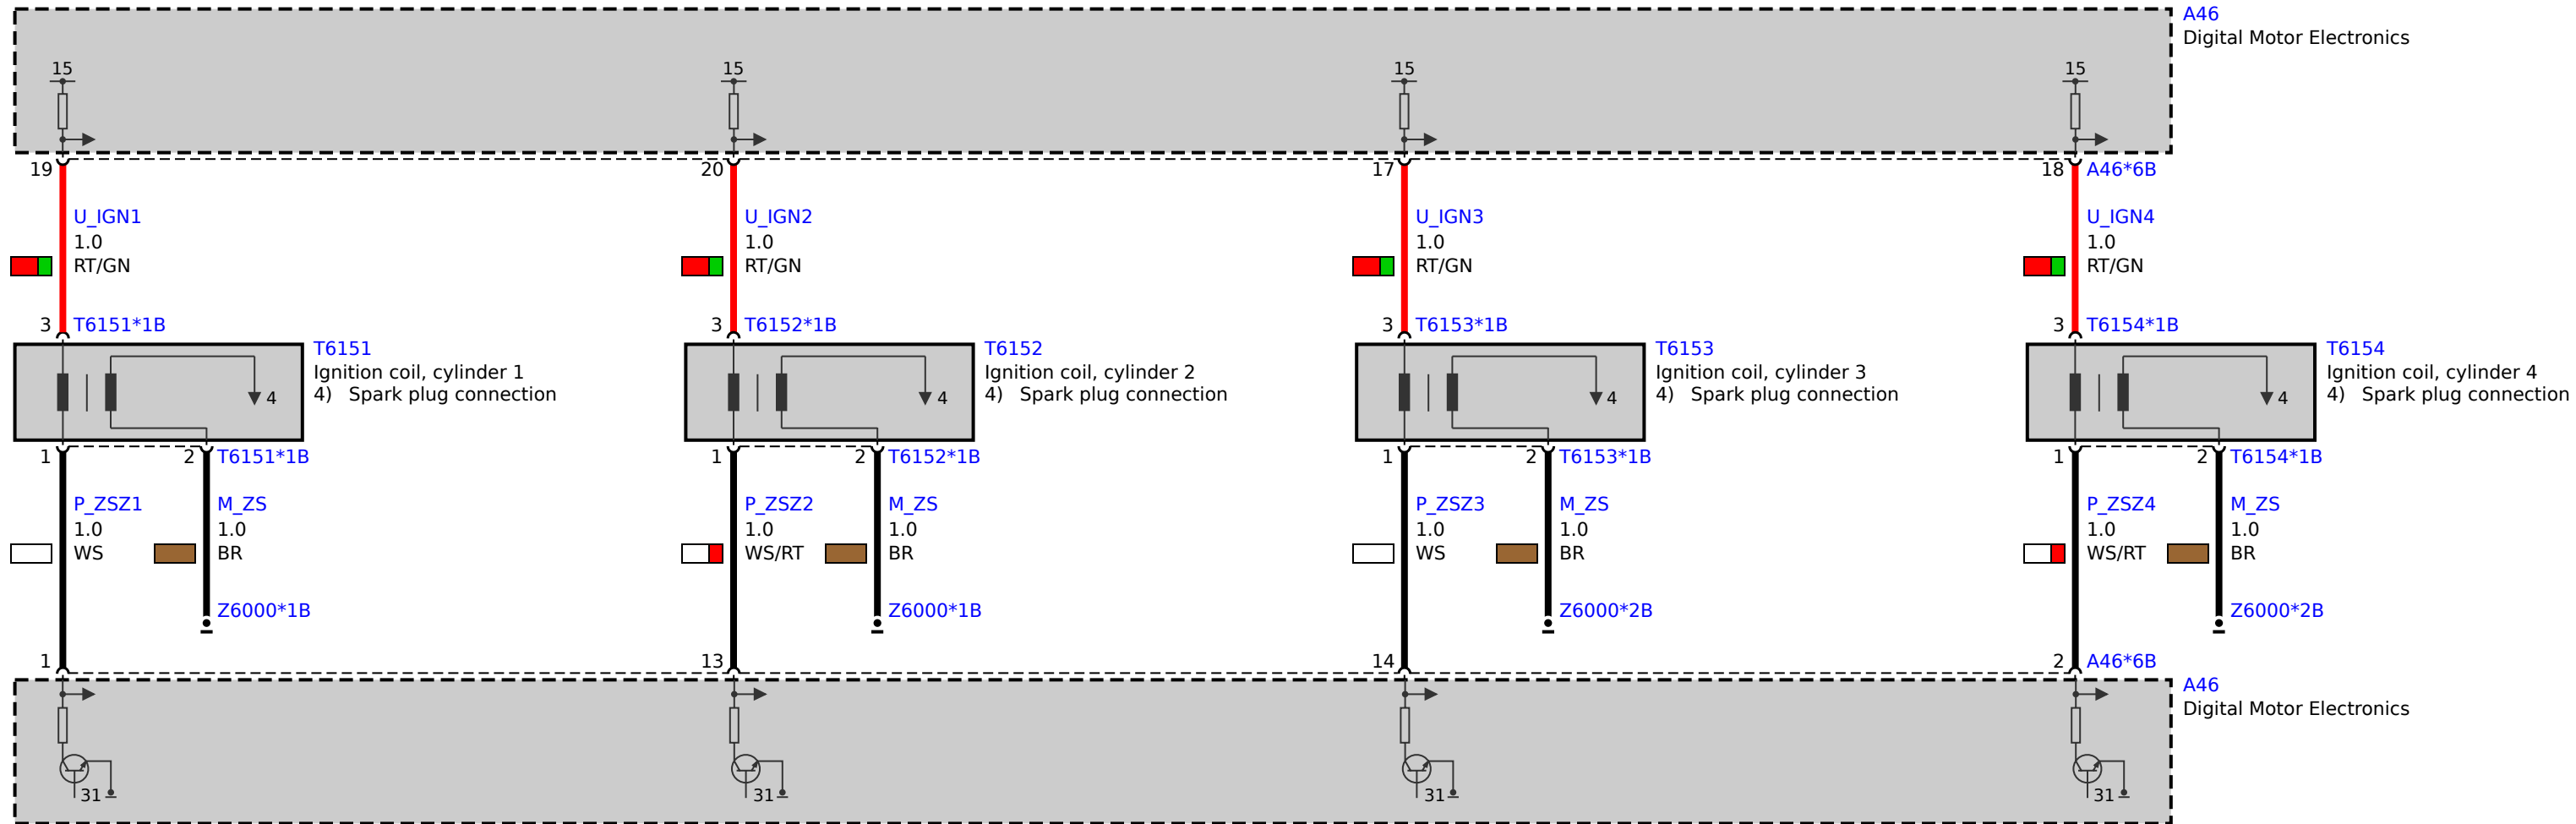 A46
Digital Motor Electronics
15
15
15
15
19
20
17
18
A46*6B
U_IGN1
1.0
RT/GN
U_IGN2
1.0
RT/GN
U_IGN3
1.0
RT/GN
U_IGN4
1.0
RT/GN
3
T6151*1B
3
T6152*1B
3
T6153*1B
3
T6154*1B
T6151
Ignition coil, cylinder 1
4) Spark plug connection
4
T6152
Ignition coil, cylinder 2
4) Spark plug connection
4
T6153
Ignition coil, cylinder 3
4) Spark plug connection
4
T6154
Ignition coil, cylinder 4
4) Spark plug connection
4
1
2
T6151*1B
1
2
T6152*1B
1
2
T6153*1B
1
2
T6154*1B
P_ZSZ1
1.0
WS
M_ZS
1.0
BR
P_ZSZ2
1.0
WS/RT
M_ZS
1.0
BR
P_ZSZ3
1.0
WS
M_ZS
1.0
BR
P_ZSZ4
1.0
WS/RT
M_ZS
1.0
BR
Z6000*1B
Z6000*1B
Z6000*2B
Z6000*2B
1
13
14
2
A46*6B
A46
Digital Motor Electronics
31
31
31
31